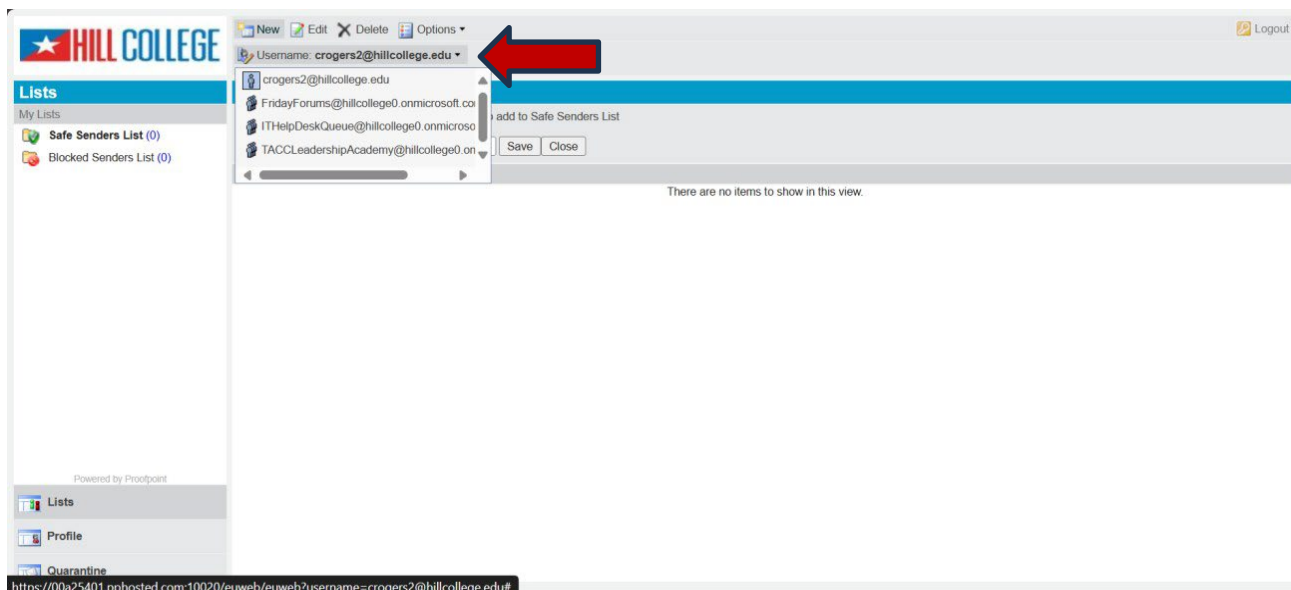 HILL COLLEGE
New Edit Delete Options
Logout
Username: crogers2@hillcollege.edu
crogers2@hillcollege.edu
FridayForums@hillcollege0.onmicrosoft.co
ITHelpDeskQueue@hillcollege0.onmicroso
TACCLeadershipAcademy@hillcollege0.on
Lists
My Lists
Safe Senders List (0)
Blocked Senders List (0)
add to Safe Senders List
Save Close
There are no items to show in this view.
Powered by Proofpoint
Lists
Profile
Quarantine
https://00a25401.pphosted.com:10020/euweb/euweb?username=crogers2@hillcollege.edu#